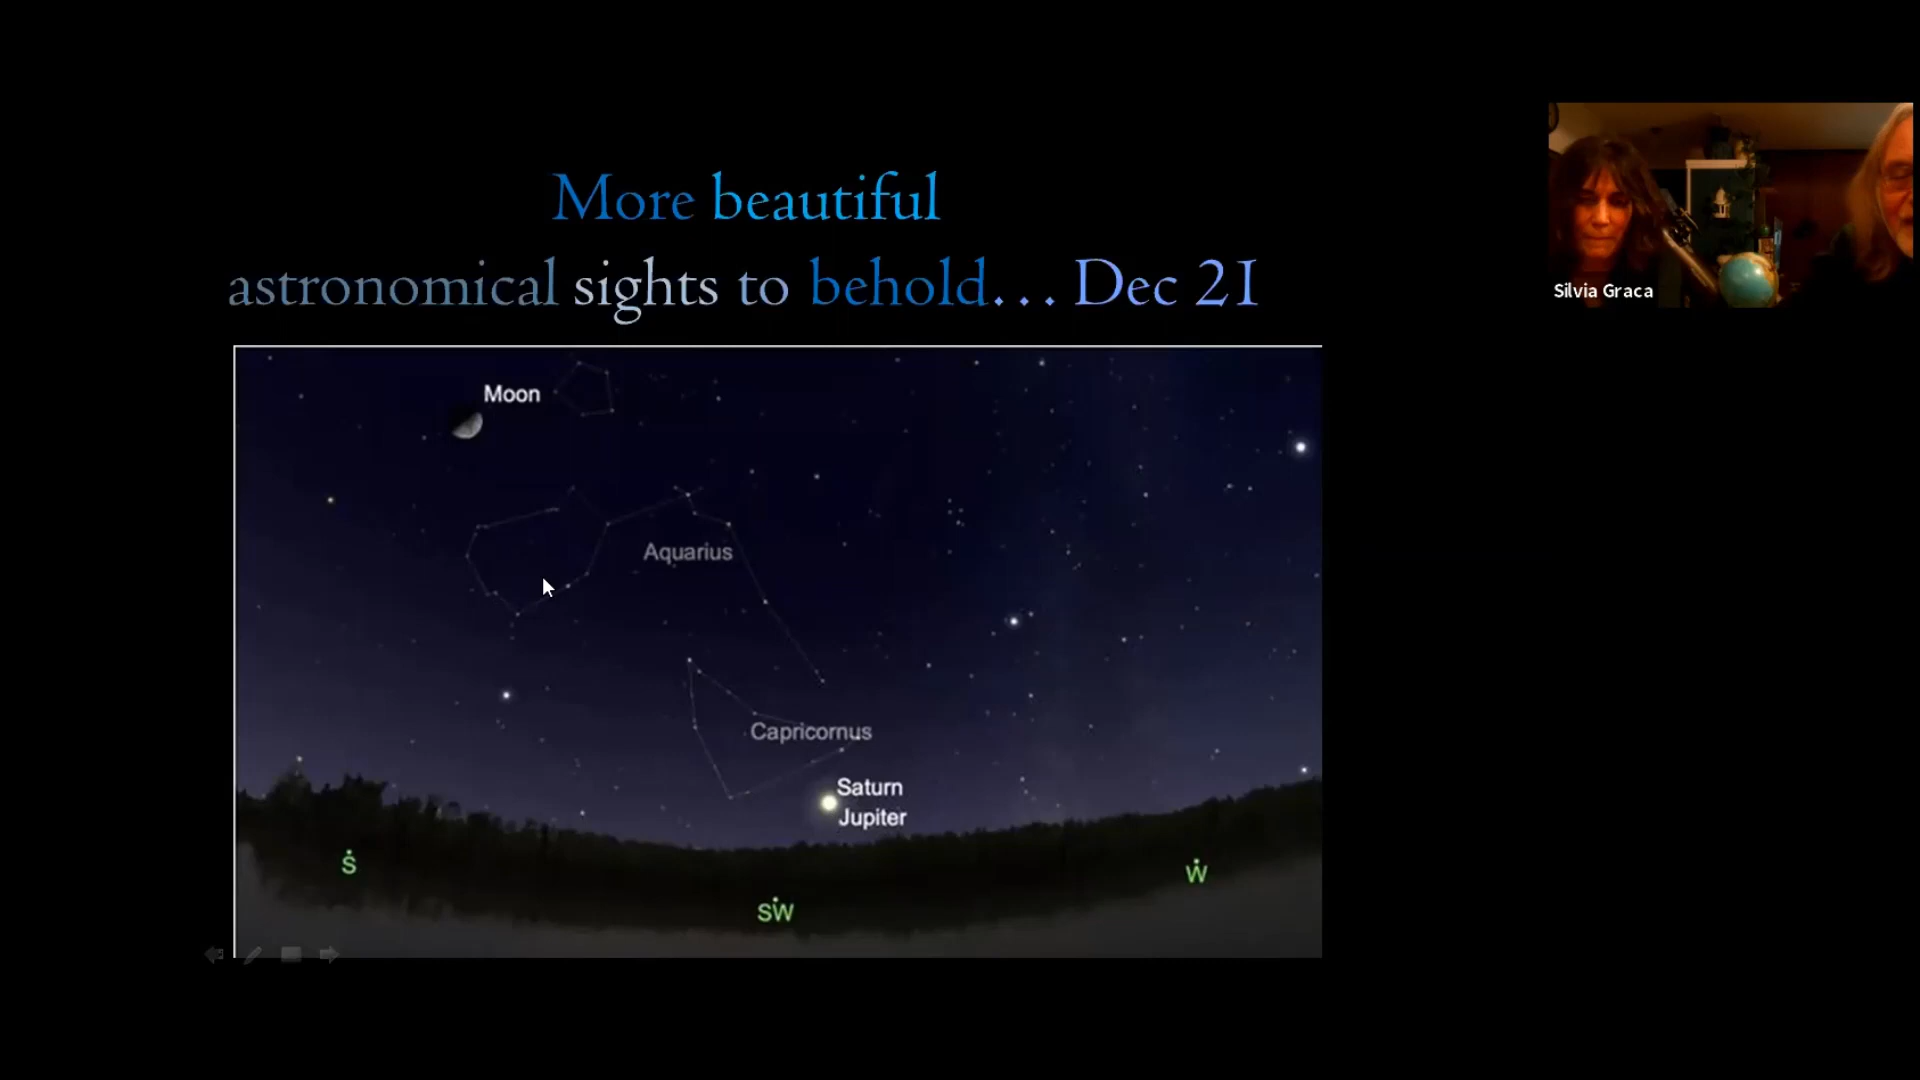 More beautiful
astronomical sights to behold... Dec 21
Silvia Graca
Moon
Aquarius
Capricornus
Saturn
Jupiter
S
W
SW